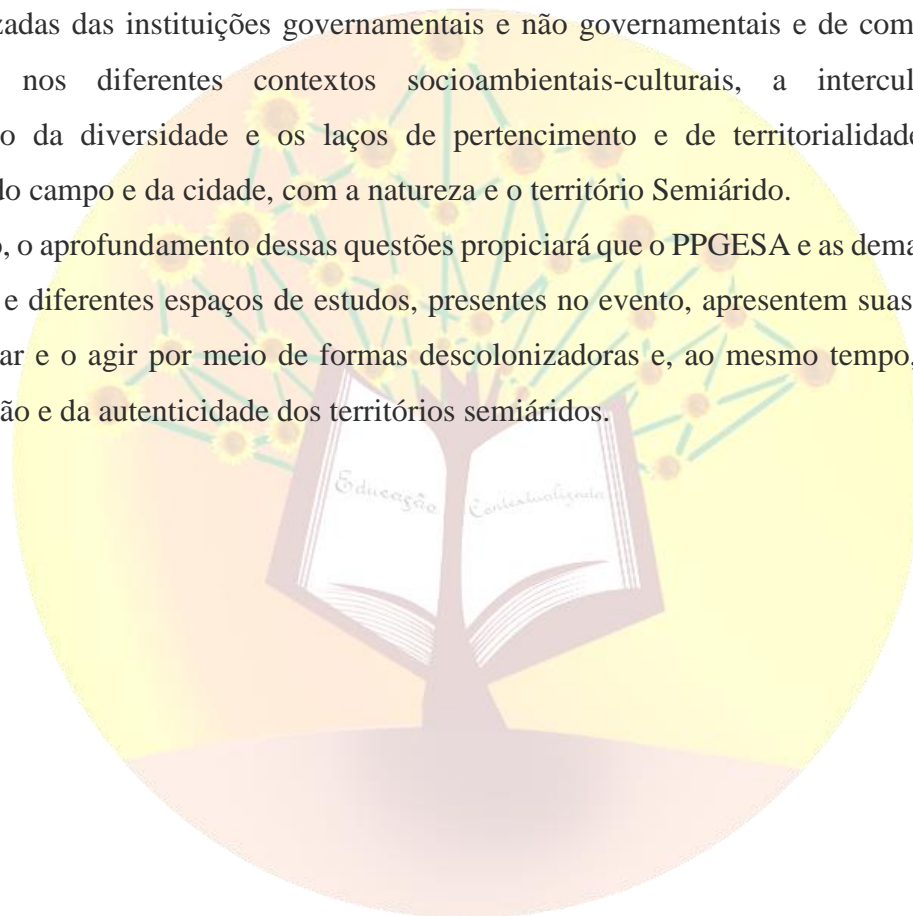 zadas das instituições governamentais e não governamentais e de com
nos diferentes contextos socioambientais-culturais, a intercul
o da diversidade e os laços de pertencimento e de territorialidade
do campo e da cidade, com a natureza e o território Semiárido.
o, o aprofundamento dessas questões propiciará que o PPGESA e as dema
e diferentes espaços de estudos, presentes no evento, apresentem suas
ar e o agir por meio de formas descolonizadoras e, ao mesmo tempo,
ão e da autenticidade dos territórios semiáridos.
Educação Contextualizada